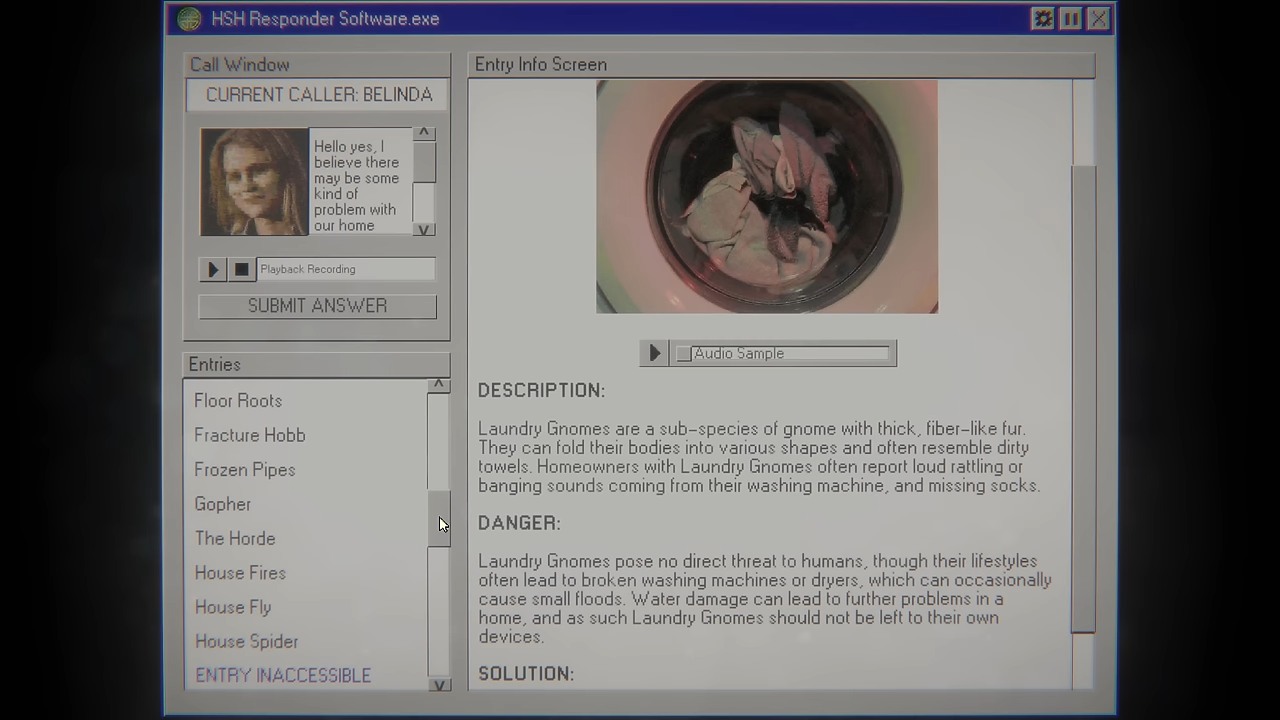 HSH Responder Software.exe
Call Window
CURRENT CALLER: BELINDA
Hello yes, I
believe there
may be some
kind of
problem with
our home
Playback Recording
SUBMIT ANSWER
Entries
Floor Roots
Fracture Hobb
Frozen Pipes
Gopher
The Horde
House Fires
House Fly
House Spider
ENTRY INACCESSIBLE
Entry Info Screen
Audio Sample
DESCRIPTION:
Laundry Gnomes are a sub-species of gnome with thick, fiber-like fur.
They can fold their bodies into various shapes and often resemble dirty
towels. Homeowners with Laundry Gnomes often report loud rattling or
banging sounds coming from their washing machine, and missing socks.
DANGER:
Laundry Gnomes pose no direct threat to humans, though their lifestyles
often lead to broken washing machines or dryers, which can occasionally
cause small floods. Water damage can lead to further problems in a
home, and as such Laundry Gnomes should not be left to their own
devices.
SOLUTION: